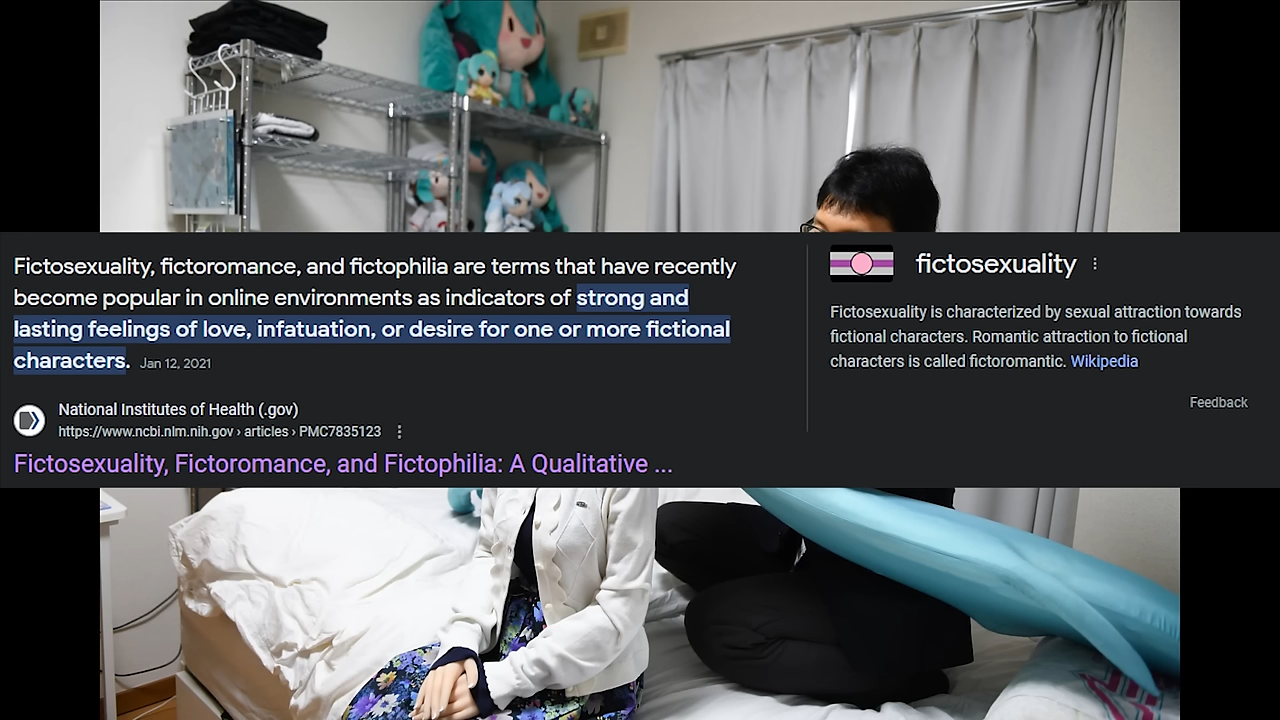 Fictosexuality, fictoromance, and fictophilia are terms that have recently
become popular in online environments as indicators of strong and
lasting feelings of love, infatuation, or desire for one or more fictional
characters. Jan 12, 2021
National Institutes of Health (.gov)
https://www.ncbi.nlm.nih.gov › articles › PMC7835123
Fictosexuality, Fictoromance, and Fictophilia: A Qualitative ...
fictosexuality
Fictosexuality is characterized by sexual attraction towards
fictional characters. Romantic attraction to fictional
characters is called fictoromantic. Wikipedia
Feedback